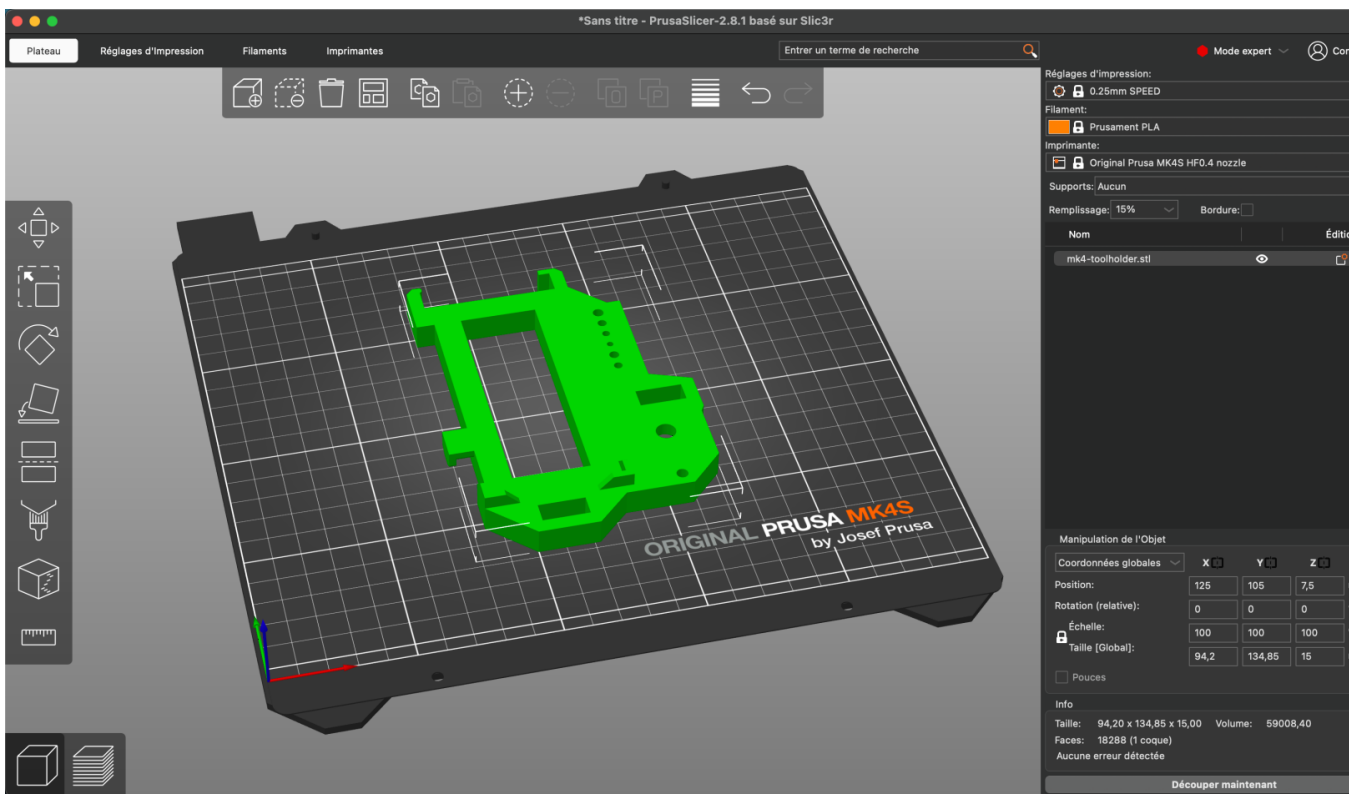 *Sans titre - PrusaSlicer-2.8.1 basé sur Slic3r
Plateau Réglages d'Impression Filaments Imprimantes Entrer un terme de recherche Mode expert Con
Réglages d'impression:
0.25mm SPEED
Filament:
Prusament PLA
Imprimante:
Original Prusa MK4S HF0.4 nozzle
Supports: Aucun
Remplissage: 15% Bordure:
Nom Éditio
mk4-toolholder.stl
ORIGINAL PRUSA MK4S
by Josef Prusa
Manipulation de l'Objet
Coordonnées globales X Y Z
Position: 125 105 7,5
Rotation (relative): 0 0 0
Échelle: 100 100 100
Taille [Global]: 94,2 134,85 15
Pouces
Info
Taille: 94,20 x 134,85 x 15,00 Volume: 59008,40
Faces: 18288 (1 coque)
Aucune erreur détectée
Découper maintenant